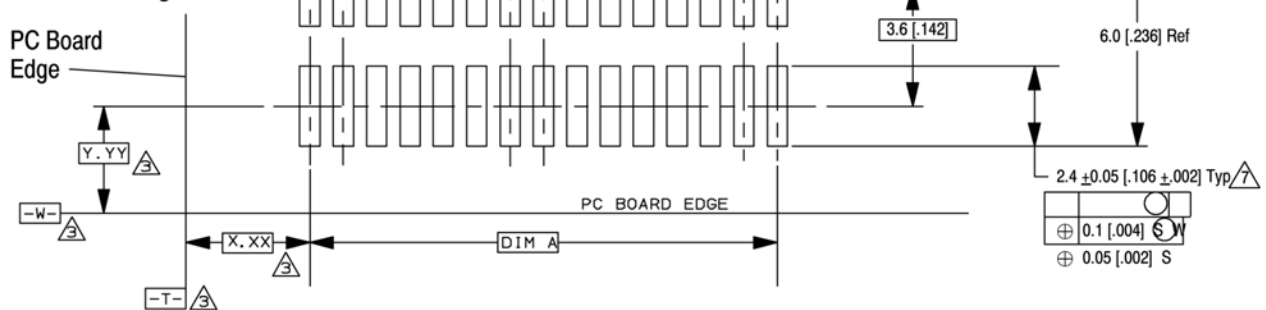 PC Board
Edge
3.6 [.142]
6.0 [.236] Ref
Y.YY
3
2.4 ±0.05 [.106 ±.002] Typ 7
PC BOARD EDGE
-W-
3
⌖ 0.1 [.004] S W
X.XX
DIM A
3
⌖ 0.05 [.002] S
-T-
3